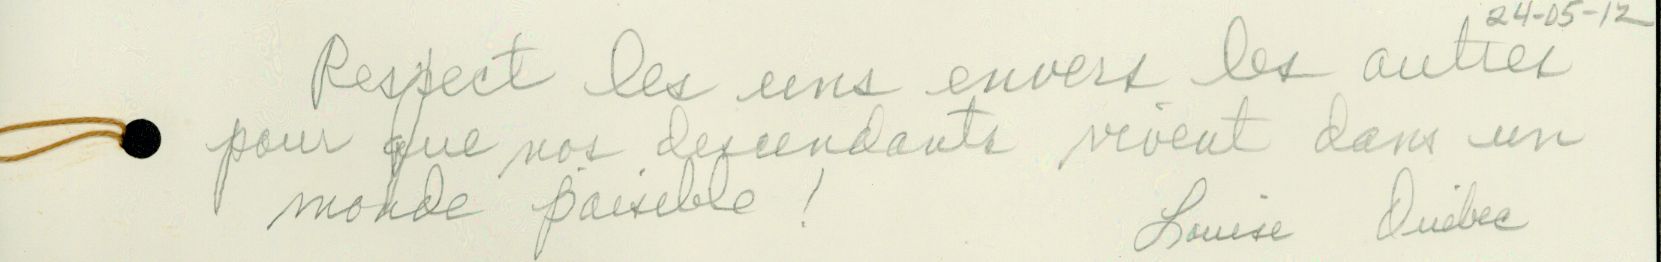 24-05-12
Respect les uns envers les autres
pour que nos descendants vivent dans un
monde paisible !
Louise Québec